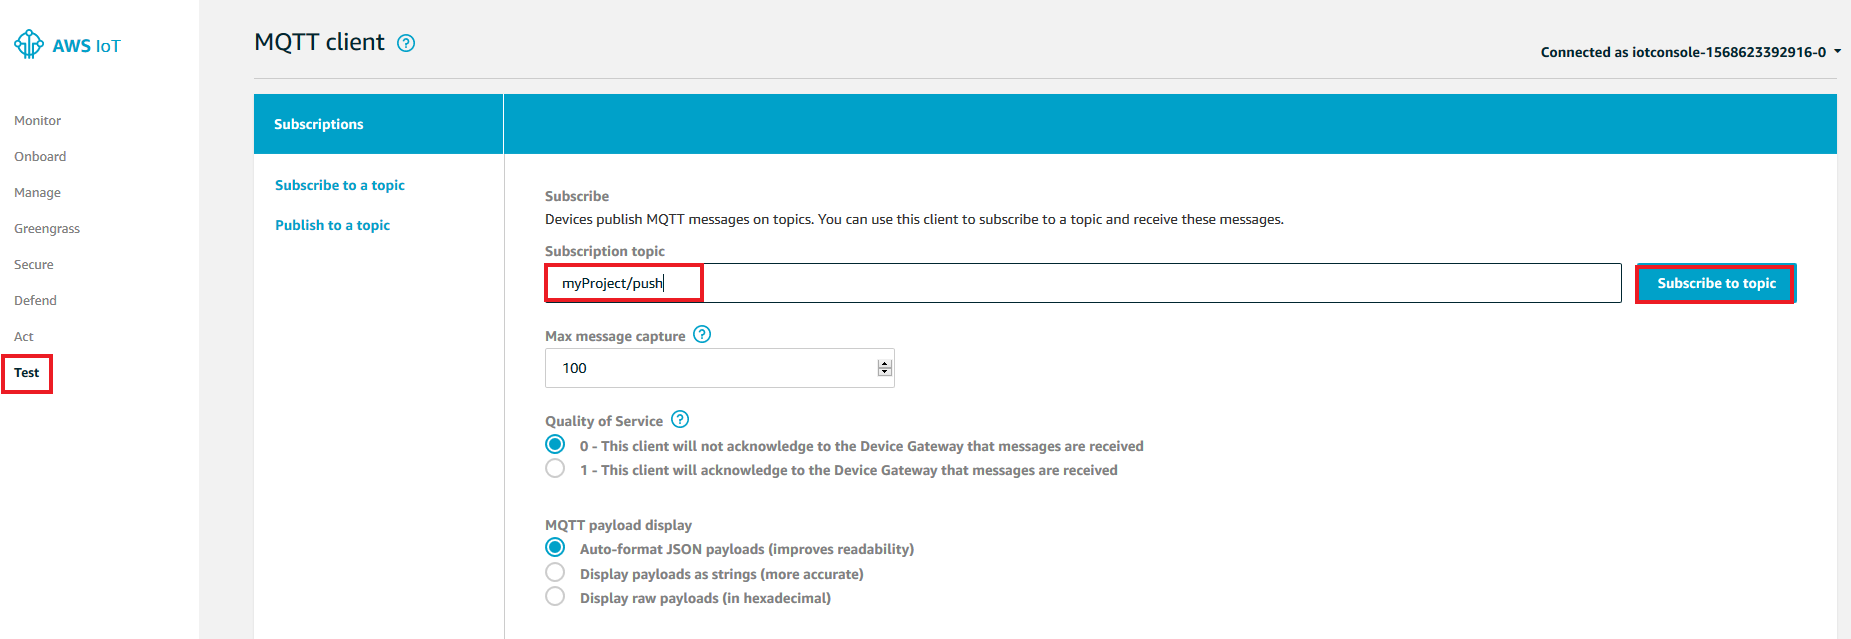 AWS IoT
Monitor
Onboard
Manage
Greengrass
Secure
Defend
Act
Test
MQTT client ?
Connected as iotconsole-1568623392916-0
Subscriptions
Subscribe to a topic
Publish to a topic
Subscribe
Devices publish MQTT messages on topics. You can use this client to subscribe to a topic and receive these messages.
Subscription topic
myProject/push
Subscribe to topic
Max message capture ?
100
Quality of Service ?
0 - This client will not acknowledge to the Device Gateway that messages are received
1 - This client will acknowledge to the Device Gateway that messages are received
MQTT payload display
Auto-format JSON payloads (improves readability)
Display payloads as strings (more accurate)
Display raw payloads (in hexadecimal)